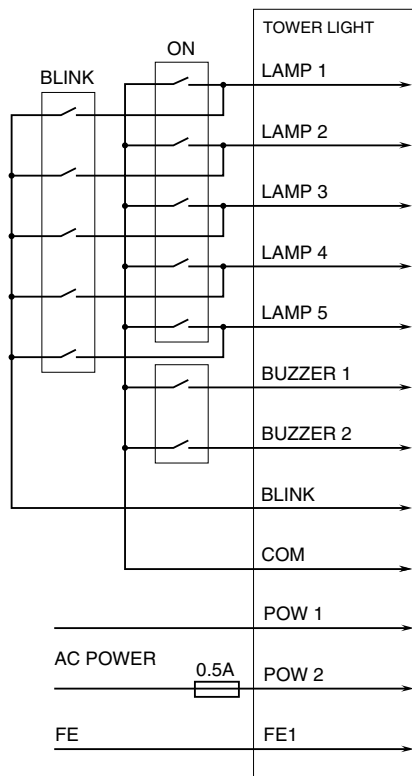 TOWER LIGHT
ON
BLINK
LAMP 1
LAMP 2
LAMP 3
LAMP 4
LAMP 5
BUZZER 1
BUZZER 2
BLINK
COM
POW 1
AC POWER
0.5A
POW 2
FE
FE1